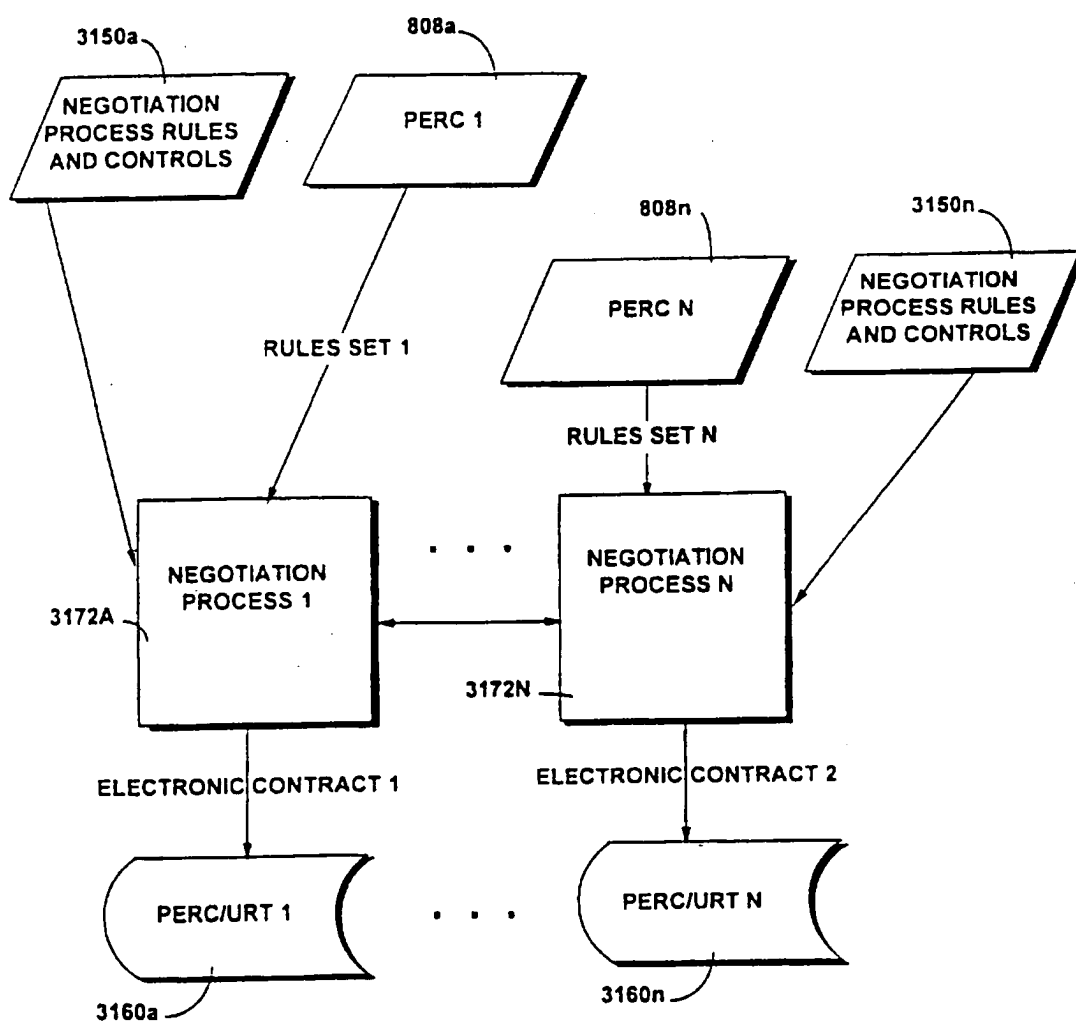 3150a
808a
NEGOTIATION
PROCESS RULES
AND CONTROLS
PERC 1
808n
3150n
PERC N
NEGOTIATION
PROCESS RULES
AND CONTROLS
RULES SET 1
RULES SET N
NEGOTIATION
PROCESS 1
. . .
NEGOTIATION
PROCESS N
3172A
3172N
ELECTRONIC CONTRACT 1
ELECTRONIC CONTRACT 2
PERC/URT 1
. . .
PERC/URT N
3160a
3160n